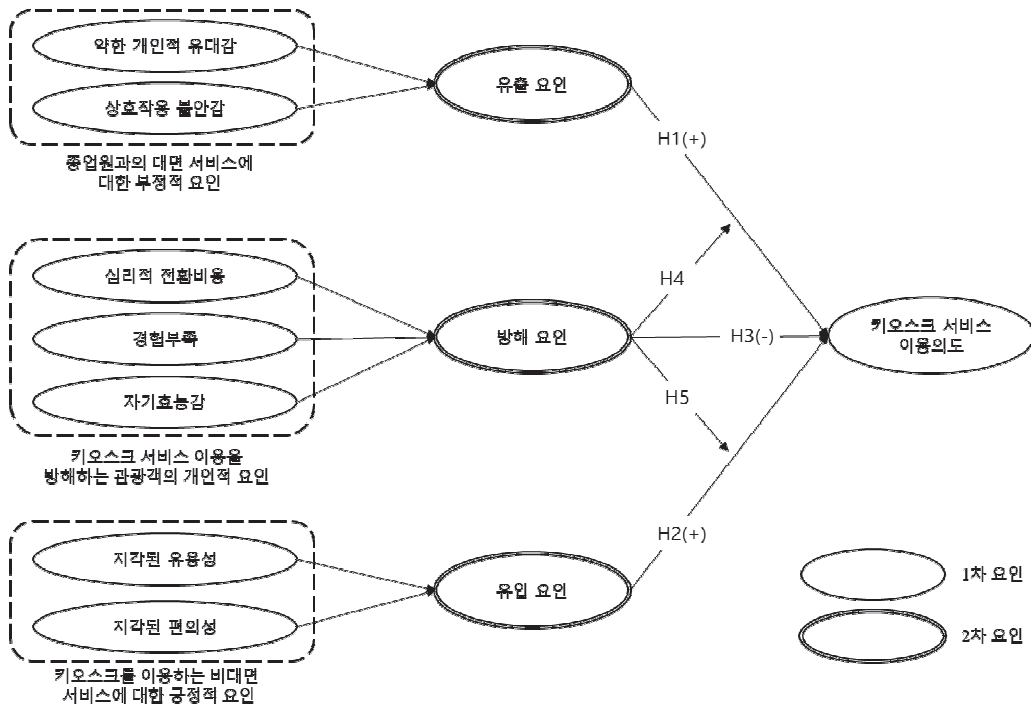 약한 개인적 유대감
상호작용 불안감
종업원과의 대면 서비스에
대한 부정적 요인
유출 요인
H1(+)
심리적 전환비용
경험부족
자기효능감
키오스크 서비스 이용을
방해하는 관광객의 개인적 요인
방해 요인
H4
H3(-)
H5
키오스크 서비스
이용의도
지각된 유용성
지각된 편의성
키오스크를 이용하는 비대면
서비스에 대한 긍정적 요인
유입 요인
H2(+)
1차 요인
2차 요인